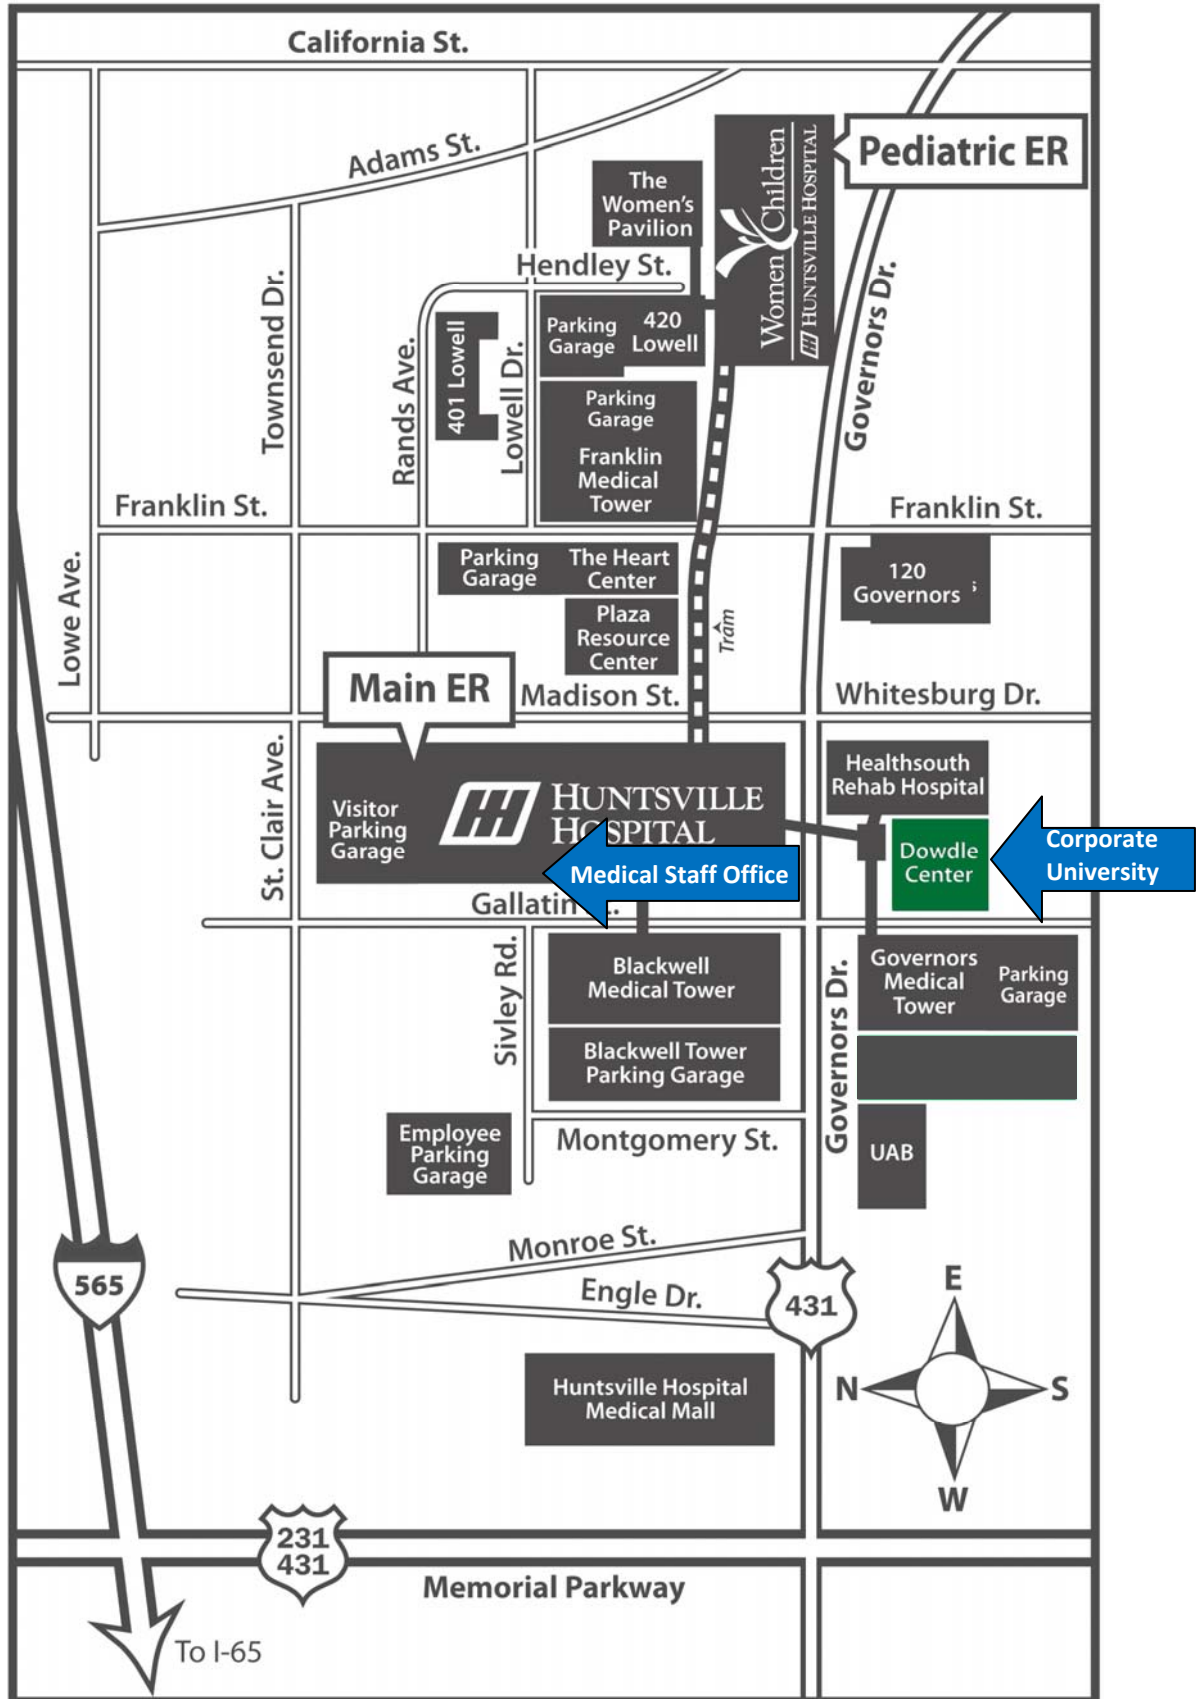 California St.
Adams St.
Pediatric ER
The
Women's
Pavilion
Women & Children
HUNTSVILLE HOSPITAL
Hendley St.
Townsend Dr.
Rands Ave.
401 Lowell
Lowell Dr.
Parking
Garage
420
Lowell
Governors Dr.
Parking
Garage
Franklin
Medical
Tower
Franklin St.
Franklin St.
Lowe Ave.
Parking
Garage
The Heart
Center
120
Governors
Plaza
Resource
Center
Tram
Main ER
Madison St.
Whitesburg Dr.
St. Clair Ave.
Visitor
Parking
Garage
HUNTSVILLE
HOSPITAL
Healthsouth
Rehab Hospital
Medical Staff Office
Dowdle
Center
Corporate
University
Gallatin St.
Sivley Rd.
Blackwell
Medical Tower
Governors Dr.
Governors
Medical
Tower
Parking
Garage
Blackwell Tower
Parking Garage
Employee
Parking
Garage
Montgomery St.
UAB
Monroe St.
Engle Dr.
565
431
E
N
S
W
Huntsville Hospital
Medical Mall
231
431
Memorial Parkway
To I-65